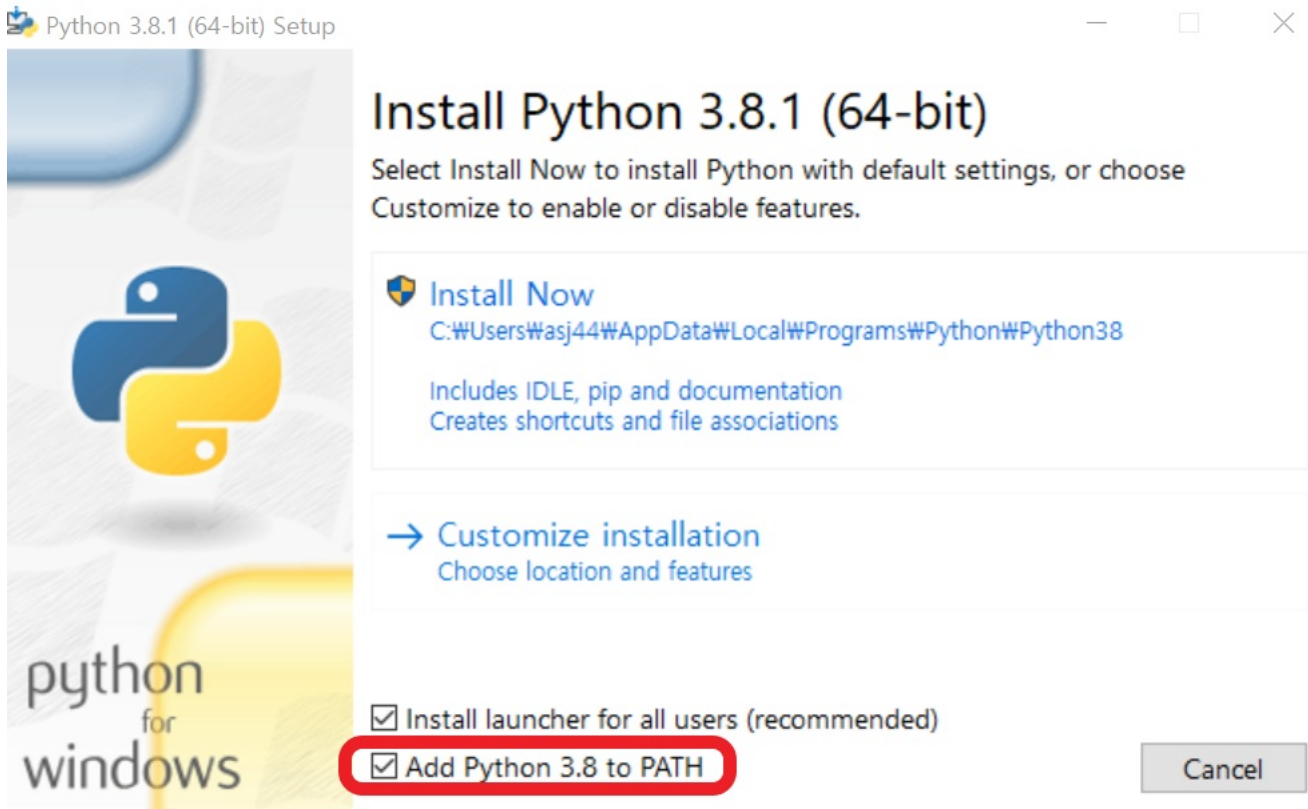 Python 3.8.1 (64-bit) Setup
Install Python 3.8.1 (64-bit)
Select Install Now to install Python with default settings, or choose
Customize to enable or disable features.
Install Now
C:₩Users₩asj44₩AppData₩Local₩Programs₩Python₩Python38
Includes IDLE, pip and documentation
Creates shortcuts and file associations
Customize installation
Choose location and features
python
for
windows
Install launcher for all users (recommended)
Add Python 3.8 to PATH
Cancel